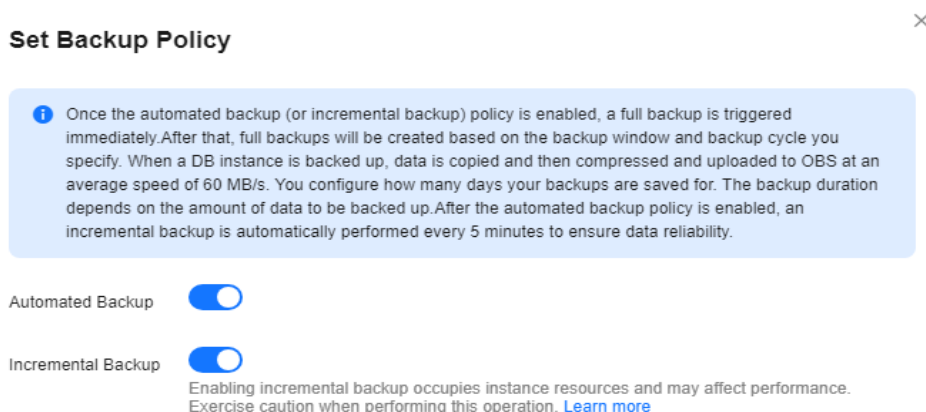 Set Backup Policy
Once the automated backup (or incremental backup) policy is enabled, a full backup is triggered
immediately.After that, full backups will be created based on the backup window and backup cycle you
specify. When a DB instance is backed up, data is copied and then compressed and uploaded to OBS at an
average speed of 60 MB/s. You configure how many days your backups are saved for. The backup duration
depends on the amount of data to be backed up.After the automated backup policy is enabled, an
incremental backup is automatically performed every 5 minutes to ensure data reliability.
Automated Backup
Incremental Backup
Enabling incremental backup occupies instance resources and may affect performance.
Exercise caution when performing this operation. Learn more